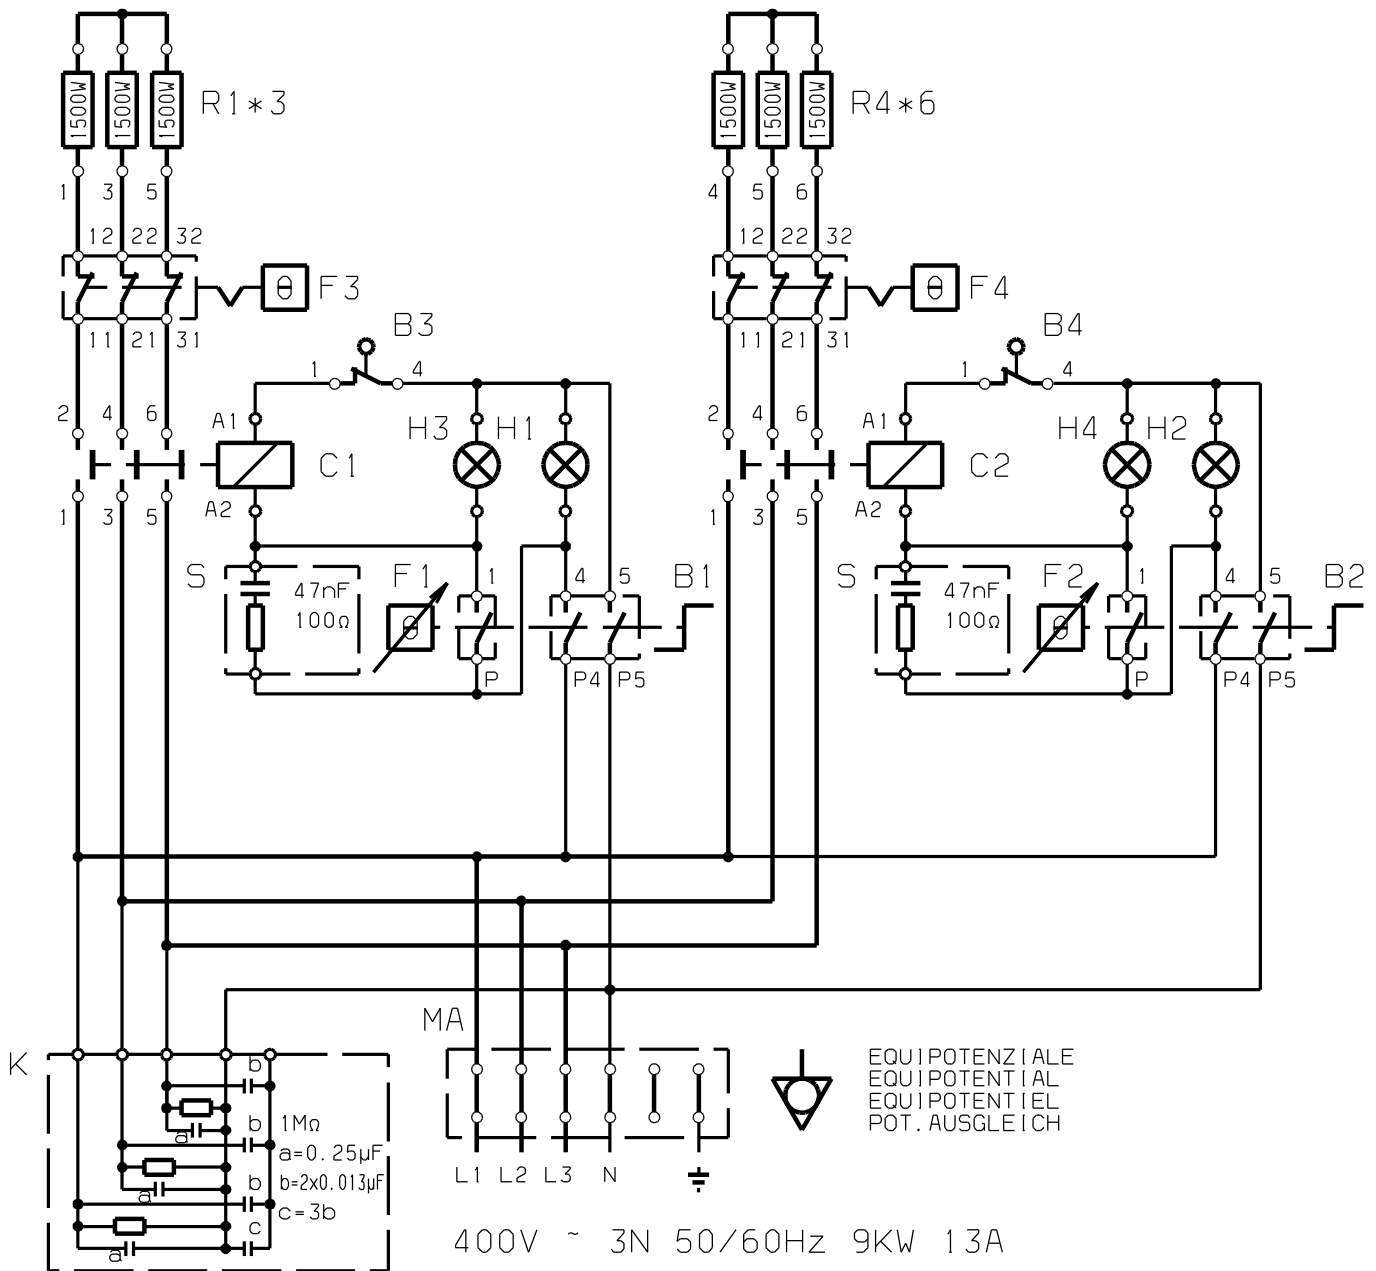 1500W 1500W 1500W R1*3 1500W 1500W 1500W R4*6
1 3 5 4 5 6
12 22 32 12 22 32
θ F3 θ F4
11 21 31 B3 11 21 31 B4
1 4 1 4
2 4 6 A1 H3 H1 2 4 6 A1 H4 H2
C1 C2
1 3 5 A2 1 3 5 A2
S 47nF F1 1 4 5 B1 S 47nF F2 1 4 5 B2
100Ω θ 100Ω θ
P P4 P5 P P4 P5
MA
K
b
a
b
a
b
c
a
1MΩ
a=0.25µF
b=2x0.013µF
c=3b
L1 L2 L3 N
EQUIPOTENZIALE
EQUIPOTENTIAL
EQUIPOTENTIEL
POT.AUSGLEICH
400V ~ 3N 50/60Hz 9KW 13A